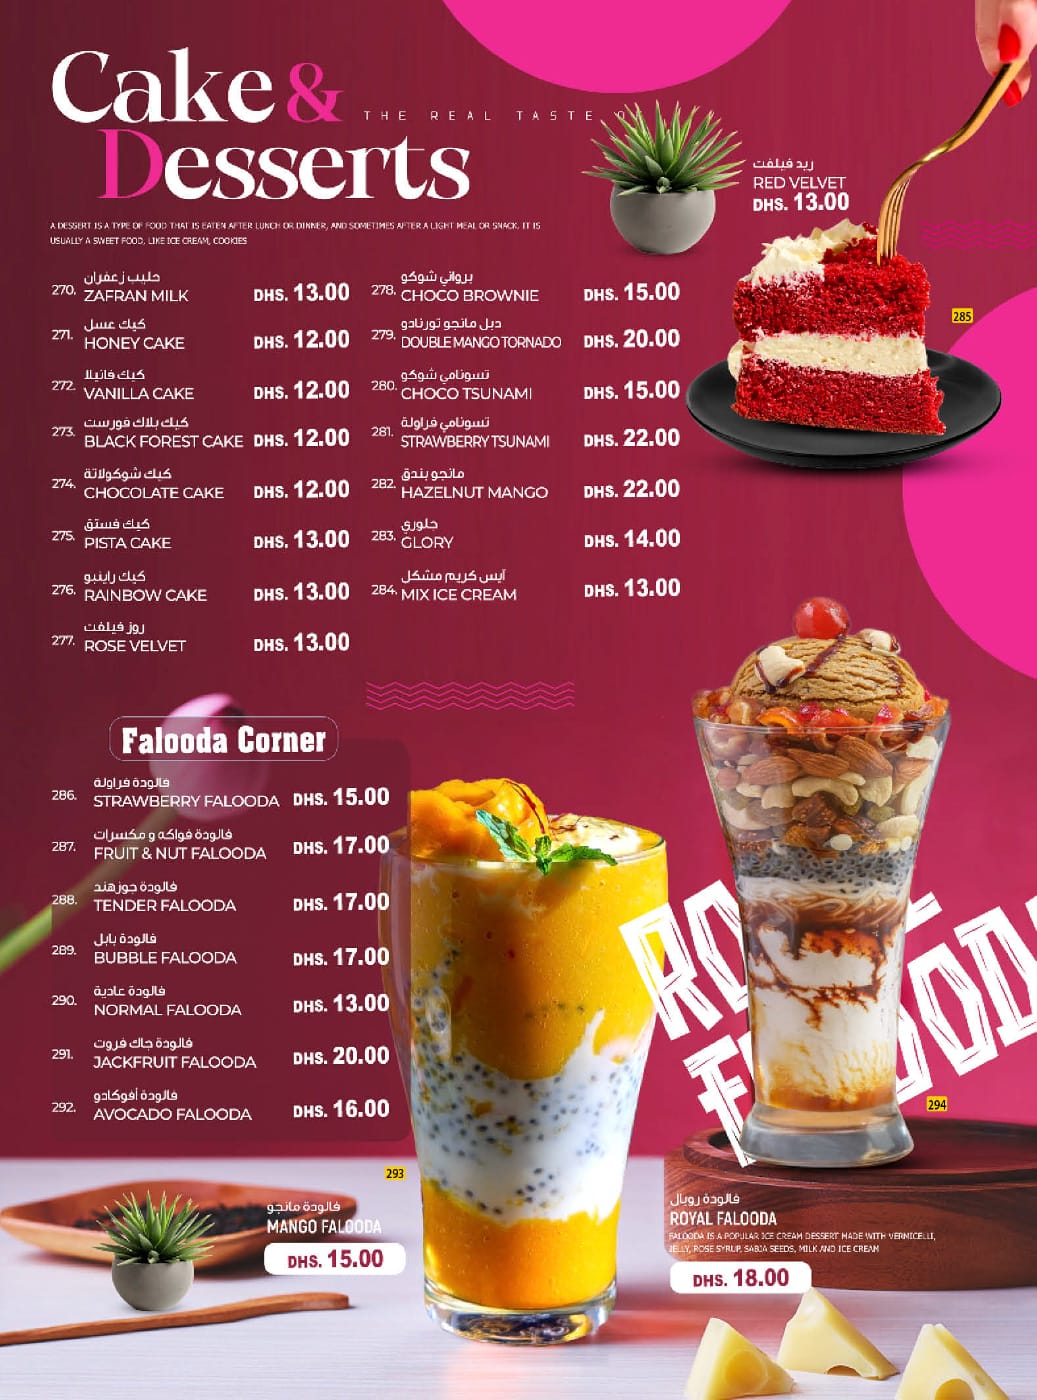 Cake &
Desserts
THE REAL TASTE OF
A DESSERT IS A TYPE OF FOOD THAT IS EATEN AFTER LUNCH OR DINNER, AND SOMETIMES AFTER A LIGHT MEAL OR SNACK. IT IS
USUALLY A SWEET FOOD, LIKE ICE CREAM, COOKIES
ريد فيلفت
RED VELVET
DHS. 13.00
285
حليب زعفران
270. ZAFRAN MILK DHS. 13.00
كيك عسل
271. HONEY CAKE DHS. 12.00
كيك فانيلا
272. VANILLA CAKE DHS. 12.00
كيك بلاك فورست
273. BLACK FOREST CAKE DHS. 12.00
كيك شوكولاتة
274. CHOCOLATE CAKE DHS. 12.00
كيك فستق
275. PISTA CAKE DHS. 13.00
كيك راينبو
276. RAINBOW CAKE DHS. 13.00
روز فيلفت
277. ROSE VELVET DHS. 13.00
برواني شوكو
278. CHOCO BROWNIE DHS. 15.00
دبل مانجو تورنادو
279. DOUBLE MANGO TORNADO DHS. 20.00
تسونامي شوكو
280. CHOCO TSUNAMI DHS. 15.00
تسونامي فراولة
281. STRAWBERRY TSUNAMI DHS. 22.00
مانجو بندق
282. HAZELNUT MANGO DHS. 22.00
جلوري
283. GLORY DHS. 14.00
آيس كريم مشكل
284. MIX ICE CREAM DHS. 13.00
Falooda Corner
فالودة فراولة
286. STRAWBERRY FALOODA DHS. 15.00
فالودة فواكه و مكسرات
287. FRUIT & NUT FALOODA DHS. 17.00
فالودة جوزهند
288. TENDER FALOODA DHS. 17.00
فالودة بابل
289. BUBBLE FALOODA DHS. 17.00
فالودة عادية
290. NORMAL FALOODA DHS. 13.00
فالودة جاك فروت
291. JACKFRUIT FALOODA DHS. 20.00
فالودة أفوكادو
292. AVOCADO FALOODA DHS. 16.00
293
فالودة مانجو
MANGO FALOODA
DHS. 15.00
294
فالودة رويال
ROYAL FALOODA
FALOODA IS A POPULAR ICE CREAM DESSERT MADE WITH VERMICELLI,
JELLY, ROSE SYRUP, SABJA SEEDS, MILK AND ICE CREAM
DHS. 18.00